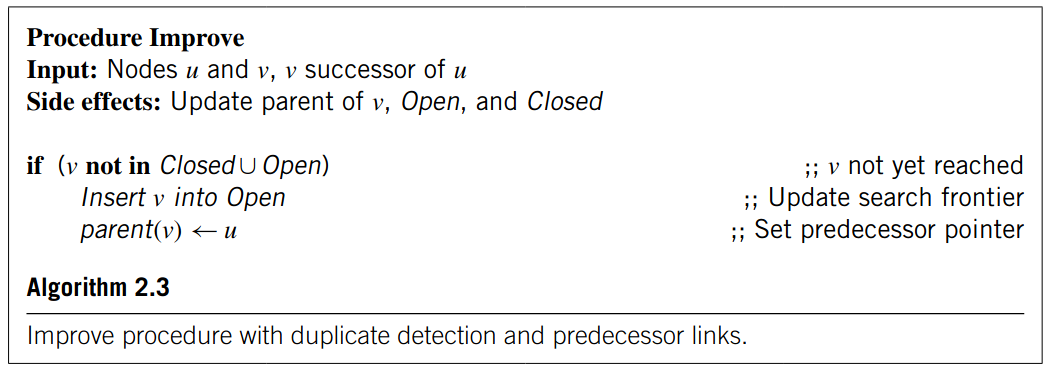 Procedure Improve
Input: Nodes u and v, v successor of u
Side effects: Update parent of v, Open, and Closed
if (v not in Closed ∪ Open) ;; v not yet reached
Insert v into Open ;; Update search frontier
parent(v) ← u ;; Set predecessor pointer
Algorithm 2.3
Improve procedure with duplicate detection and predecessor links.